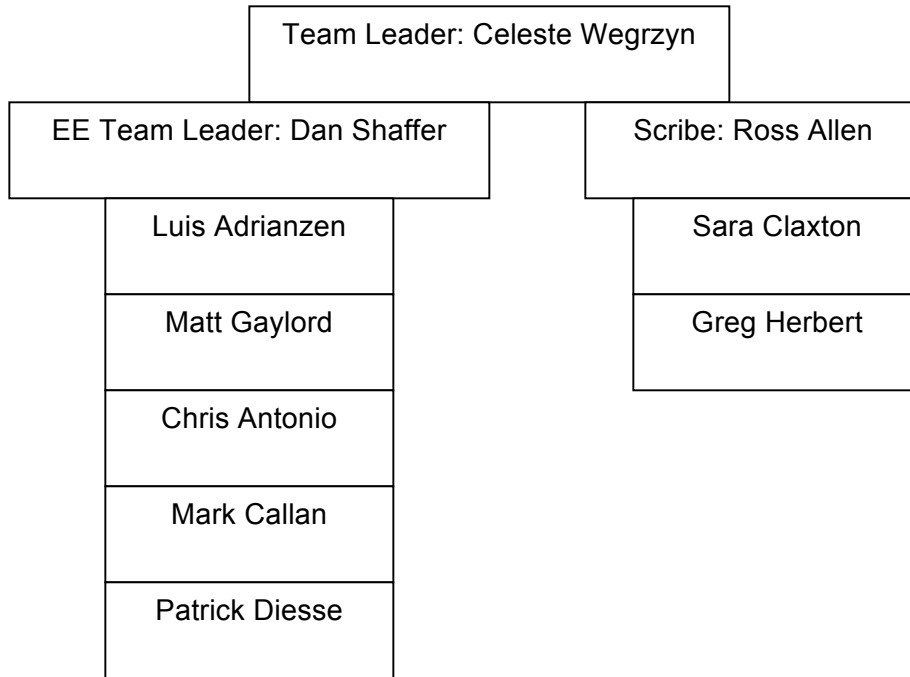 Team Leader: Celeste Wegrzyn
EE Team Leader: Dan Shaffer
Scribe: Ross Allen
Luis Adrianzen
Sara Claxton
Matt Gaylord
Greg Herbert
Chris Antonio
Mark Callan
Patrick Diesse